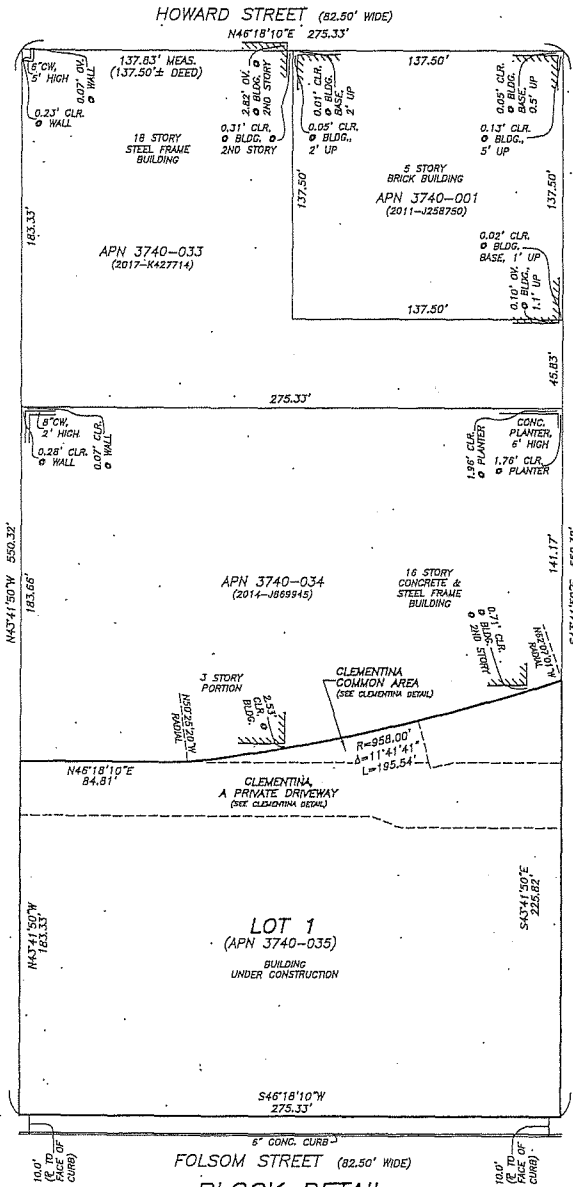 HOWARD STREET (82.50' WIDE)
N46°18'10"E 275.33'
137.83' MEAS.
(137.50'± DEED)
137.50'
5' HIGH
0.07' OV.
WALL
0.23' CLR.
WALL
2.82' OV.
BLDG.
2ND STORY
0.31' CLR.
BLDG.
2ND STORY
0.01' CLR.
BLDG.
BASE,
2' UP
0.05' CLR.
BLDG.,
2' UP
0.05' CLR.
BLDG.
BASE,
0.5' UP
0.13' CLR.
BLDG.,
5' UP
18 STORY
STEEL FRAME
BUILDING
5 STORY
BRICK BUILDING
APN 3740-001
(2011-J258750)
137.50'
137.50'
183.33'
APN 3740-033
(2017-K427714)
0.02' CLR.
BLDG.
BASE, 1' UP
0.10' OV.
BLDG.,
1.1' UP
137.50'
45.83'
275.33'
8"CW,
2' HIGH
0.28' CLR.
WALL
0.07' CLR.
WALL
CONC.
PLANTER,
6' HIGH
1.96' CLR.
PLANTER
1.76' CLR.
PLANTER
N43°41'50"W 550.32'
183.68'
141.17'
APN 3740-034
(2014-J869945)
16 STORY
CONCRETE &
STEEL FRAME
BUILDING
0.71' CLR.
BLDG.
2ND STORY
N62°07'01"W
RADIAL
3 STORY
PORTION
2.53'
CLR.
BLDG.
CLEMENTINA
COMMON AREA
(SEE CLEMENTINA DETAIL)
N50°25'20"W
RADIAL
R=958.00'
Δ=11°41'41"
L=195.54'
N46°18'10"E
84.81'
CLEMENTINA,
A PRIVATE DRIVEWAY
(SEE CLEMENTINA DETAIL)
N43°41'50"W
183.33'
S43°41'50"E
225.82'
LOT 1
(APN 3740-035)
BUILDING
UNDER CONSTRUCTION
S46°18'10"W
275.33'
6" CONC. CURB
10.0'
(℄ TO
FACE OF
CURB)
FOLSOM STREET (82.50' WIDE)
10.0'
(℄ TO
FACE OF
CURB)